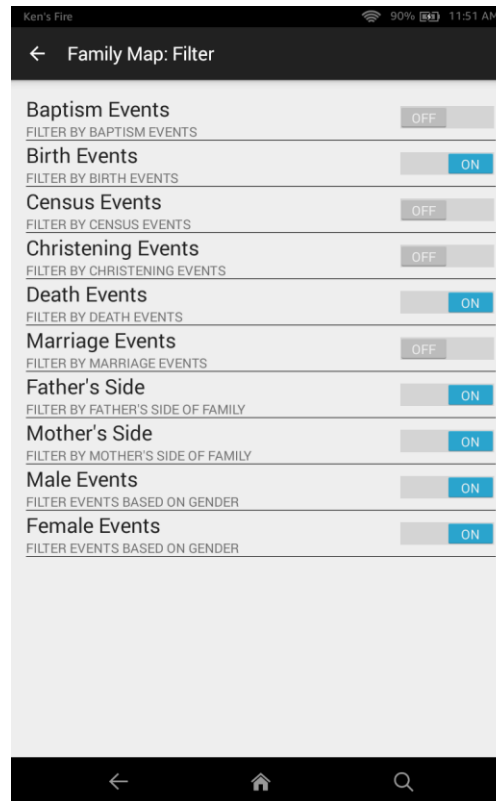 Ken's Fire 90% 11:51 AM
Family Map: Filter
Baptism Events
FILTER BY BAPTISM EVENTS
OFF
Birth Events
FILTER BY BIRTH EVENTS
ON
Census Events
FILTER BY CENSUS EVENTS
OFF
Christening Events
FILTER BY CHRISTENING EVENTS
OFF
Death Events
FILTER BY DEATH EVENTS
ON
Marriage Events
FILTER BY MARRIAGE EVENTS
OFF
Father's Side
FILTER BY FATHER'S SIDE OF FAMILY
ON
Mother's Side
FILTER BY MOTHER'S SIDE OF FAMILY
ON
Male Events
FILTER EVENTS BASED ON GENDER
ON
Female Events
FILTER EVENTS BASED ON GENDER
ON